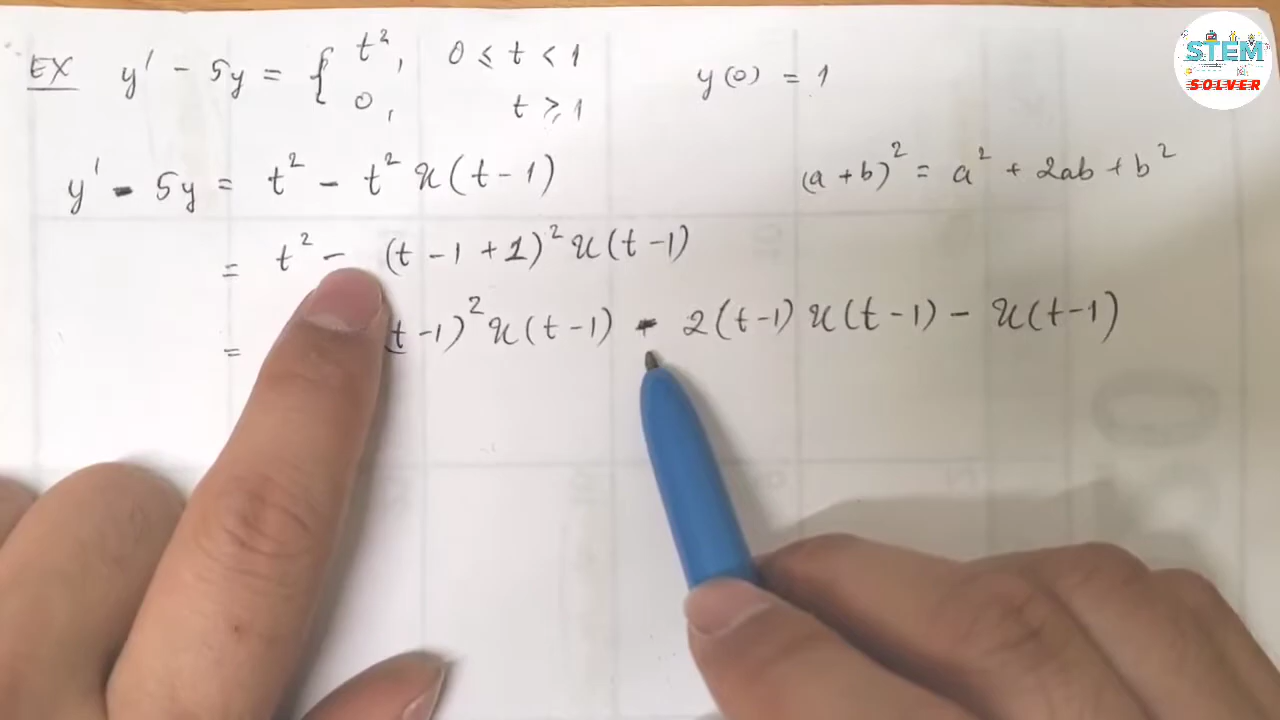 EX y' - 5y = { t², 0 ≤ t < 1 y(0) = 1
0, t ≥ 1
y' - 5y = t² - t² u(t-1) (a+b)² = a² + 2ab + b²
= t² - (t-1+1)² u(t-1)
= t-1)² u(t-1) - 2(t-1) u(t-1) - u(t-1)
STEM
SOLVER